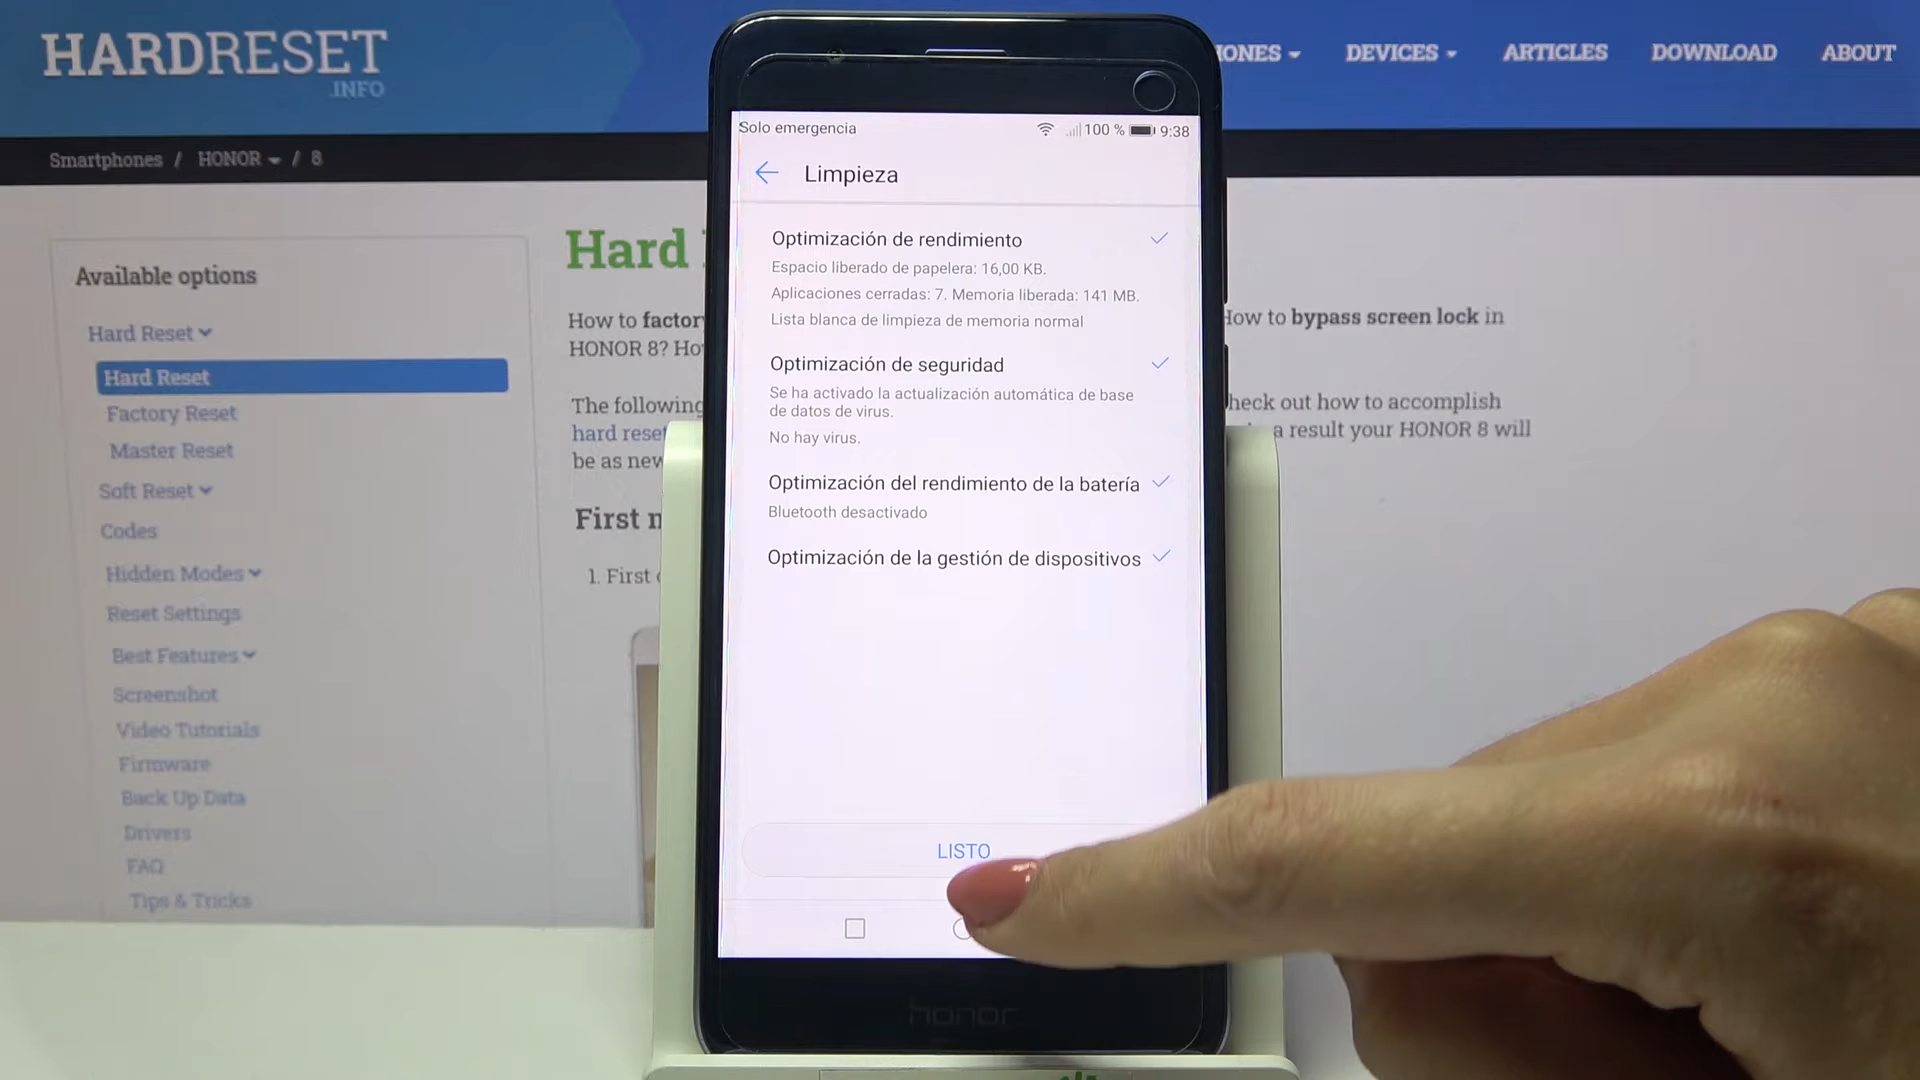 HARDRESET
.INFO
DEVICES
ARTICLES
DOWNLOAD
ABOUT
Smartphones / HONOR / 8
Available options
Hard Reset
Hard Reset
Factory Reset
Master Reset
Soft Reset
Codes
Hidden Modes
Reset Settings
Best Features
Screenshot
Video Tutorials
Firmware
Back Up Data
Drivers
FAQ
Tips & Tricks
Hard
How to factory
HONOR 8?
The following
hard reset
be as new
First
1. First
How to bypass screen lock in
check out how to accomplish
a result your HONOR 8 will
Solo emergencia
100 % 9:38
Limpieza
Optimización de rendimiento
Espacio liberado de papelera: 16,00 KB.
Aplicaciones cerradas: 7. Memoria liberada: 141 MB.
Lista blanca de limpieza de memoria normal
Optimización de seguridad
Se ha activado la actualización automática de base
de datos de virus.
No hay virus.
Optimización del rendimiento de la batería
Bluetooth desactivado
Optimización de la gestión de dispositivos
LISTO
honor